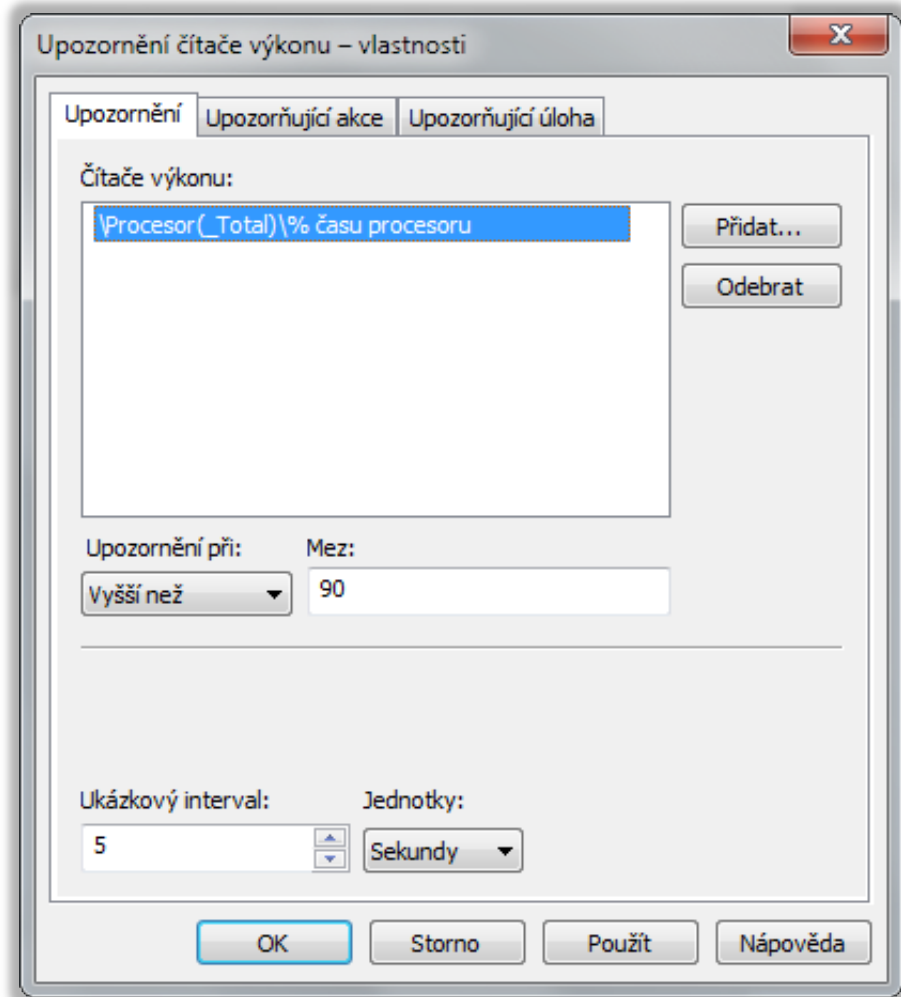 Upozornění čítače výkonu – vlastnosti
Upozornění Upozorňující akce Upozorňující úloha
Čítače výkonu:
\Procesor(_Total)\% času procesoru
Přidat...
Odebrat
Upozornění při: Mez:
Vyšší než 90
Ukázkový interval: Jednotky:
5 Sekundy
OK Storno Použít Nápověda